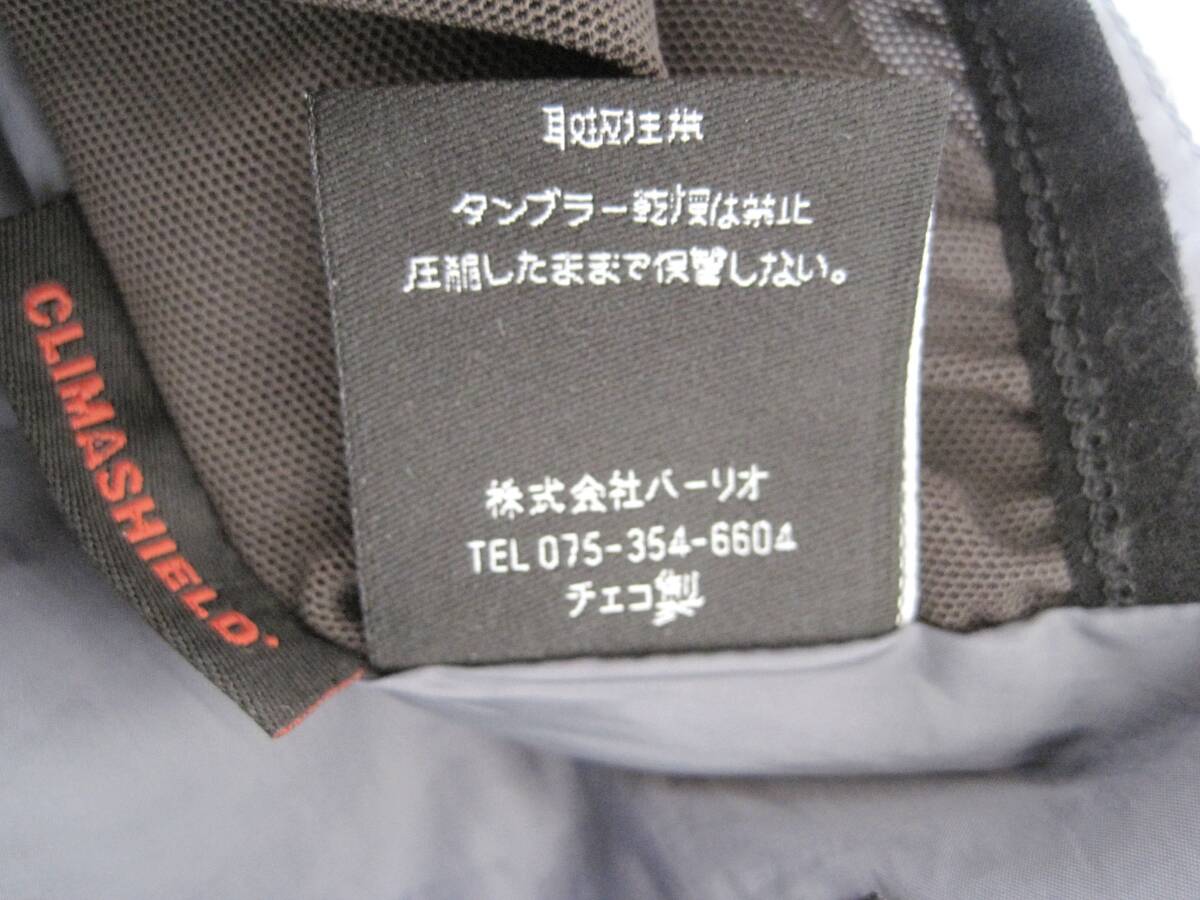 取扱注意
タンブラー乾燥は禁止
圧縮したままで保管しない。
株式会社バーリオ
TEL 075-354-6604
チェコ製
CLIMASHIELD